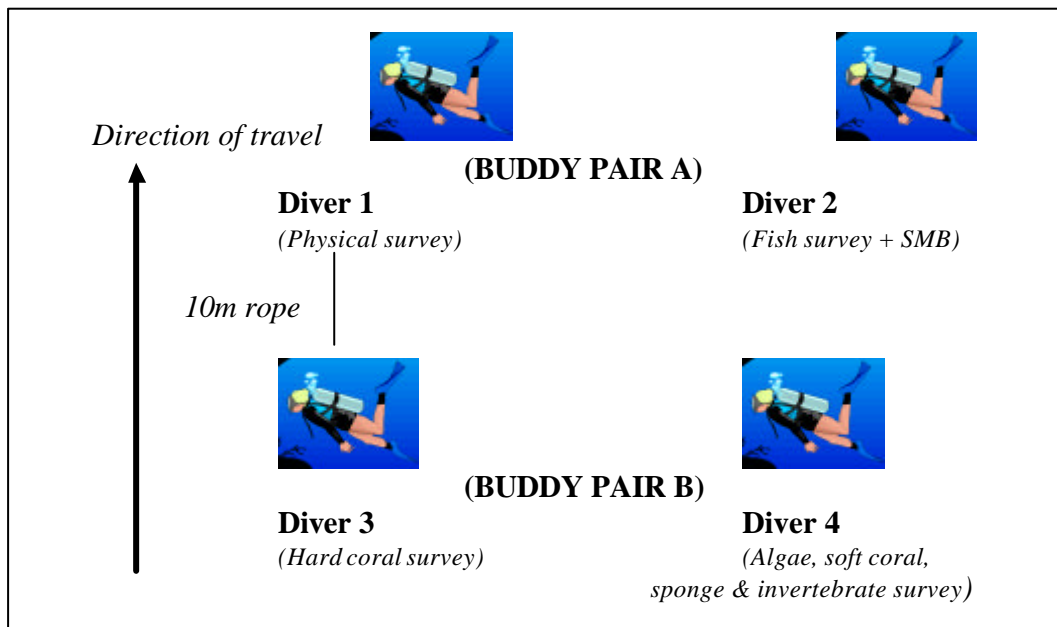 Direction of travel
(BUDDY PAIR A)
Diver 1
(Physical survey)
Diver 2
(Fish survey + SMB)
10m rope
(BUDDY PAIR B)
Diver 3
(Hard coral survey)
Diver 4
(Algae, soft coral,
sponge & invertebrate survey)